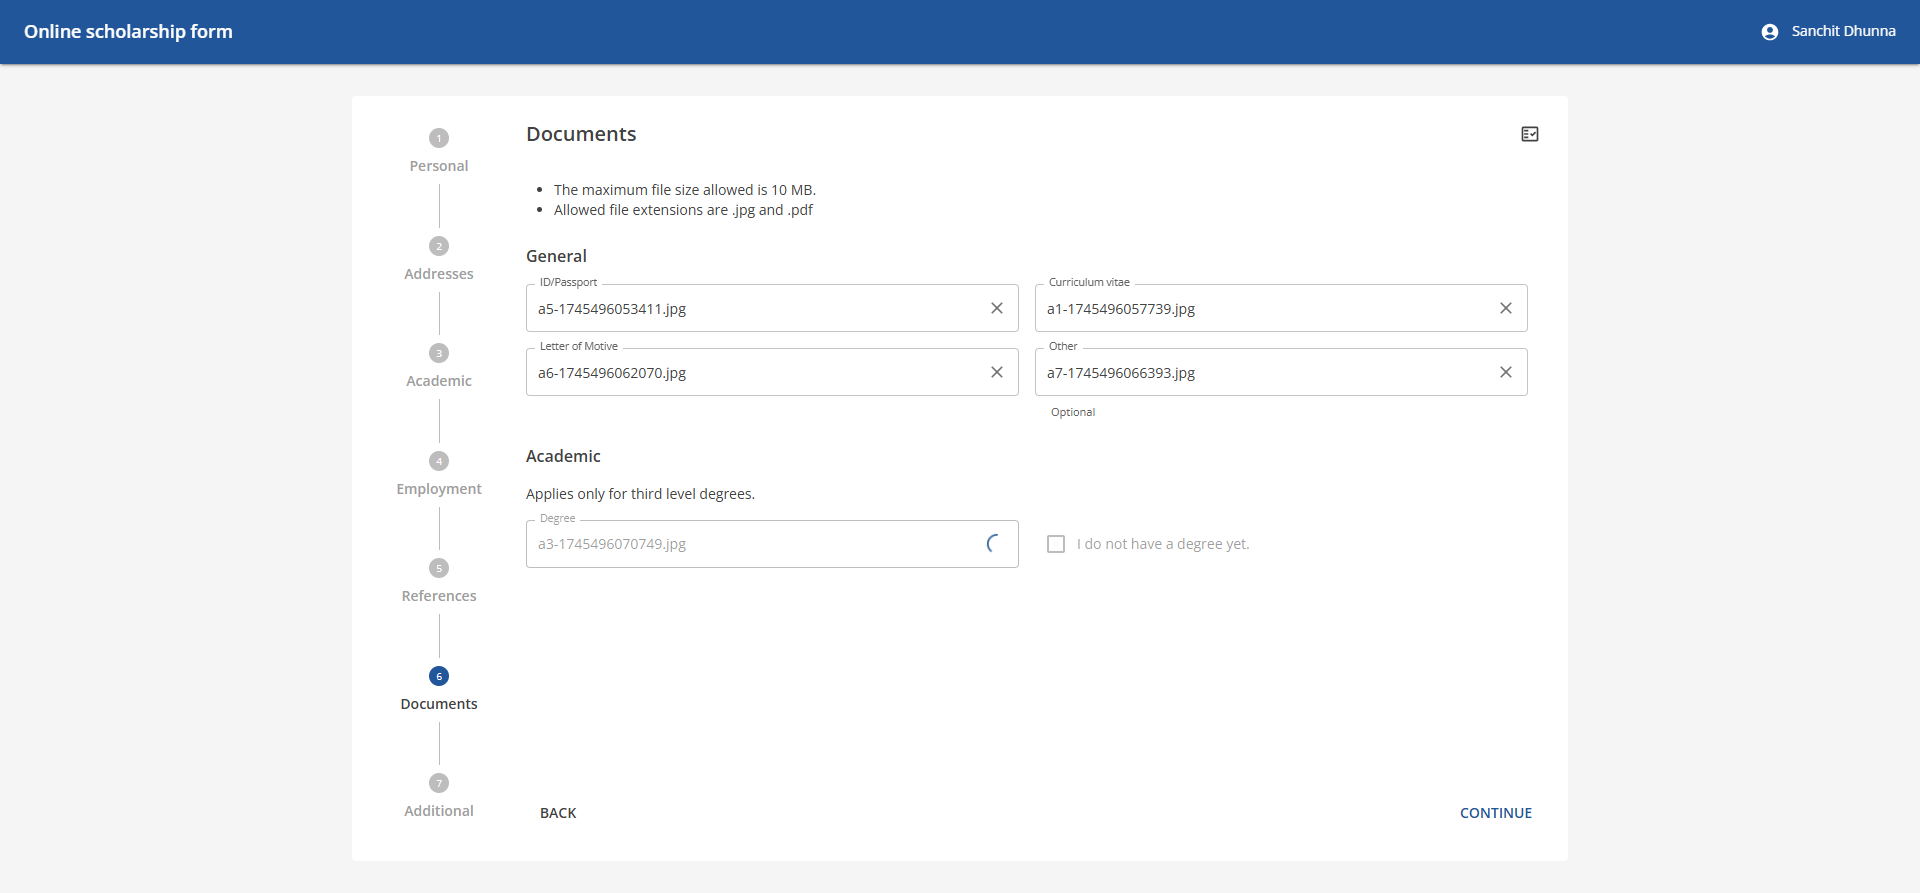 Online scholarship form
Sanchit Dhunna
1
Personal
2
Addresses
3
Academic
4
Employment
5
References
6
Documents
7
Additional
Documents
The maximum file size allowed is 10 MB.
Allowed file extensions are .jpg and .pdf
General
ID/Passport
a5-1745496053411.jpg
Curriculum vitae
a1-1745496057739.jpg
Letter of Motive
a6-1745496062070.jpg
Other
a7-1745496066393.jpg
Optional
Academic
Applies only for third level degrees.
Degree
a3-1745496070749.jpg
I do not have a degree yet.
BACK
CONTINUE